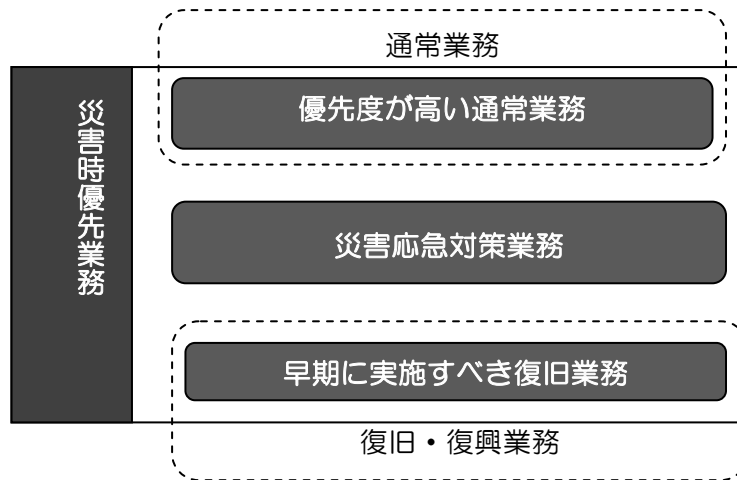 通常業務
災害時優先業務
優先度が高い通常業務
災害応急対策業務
早期に実施すべき復旧業務
復旧・復興業務